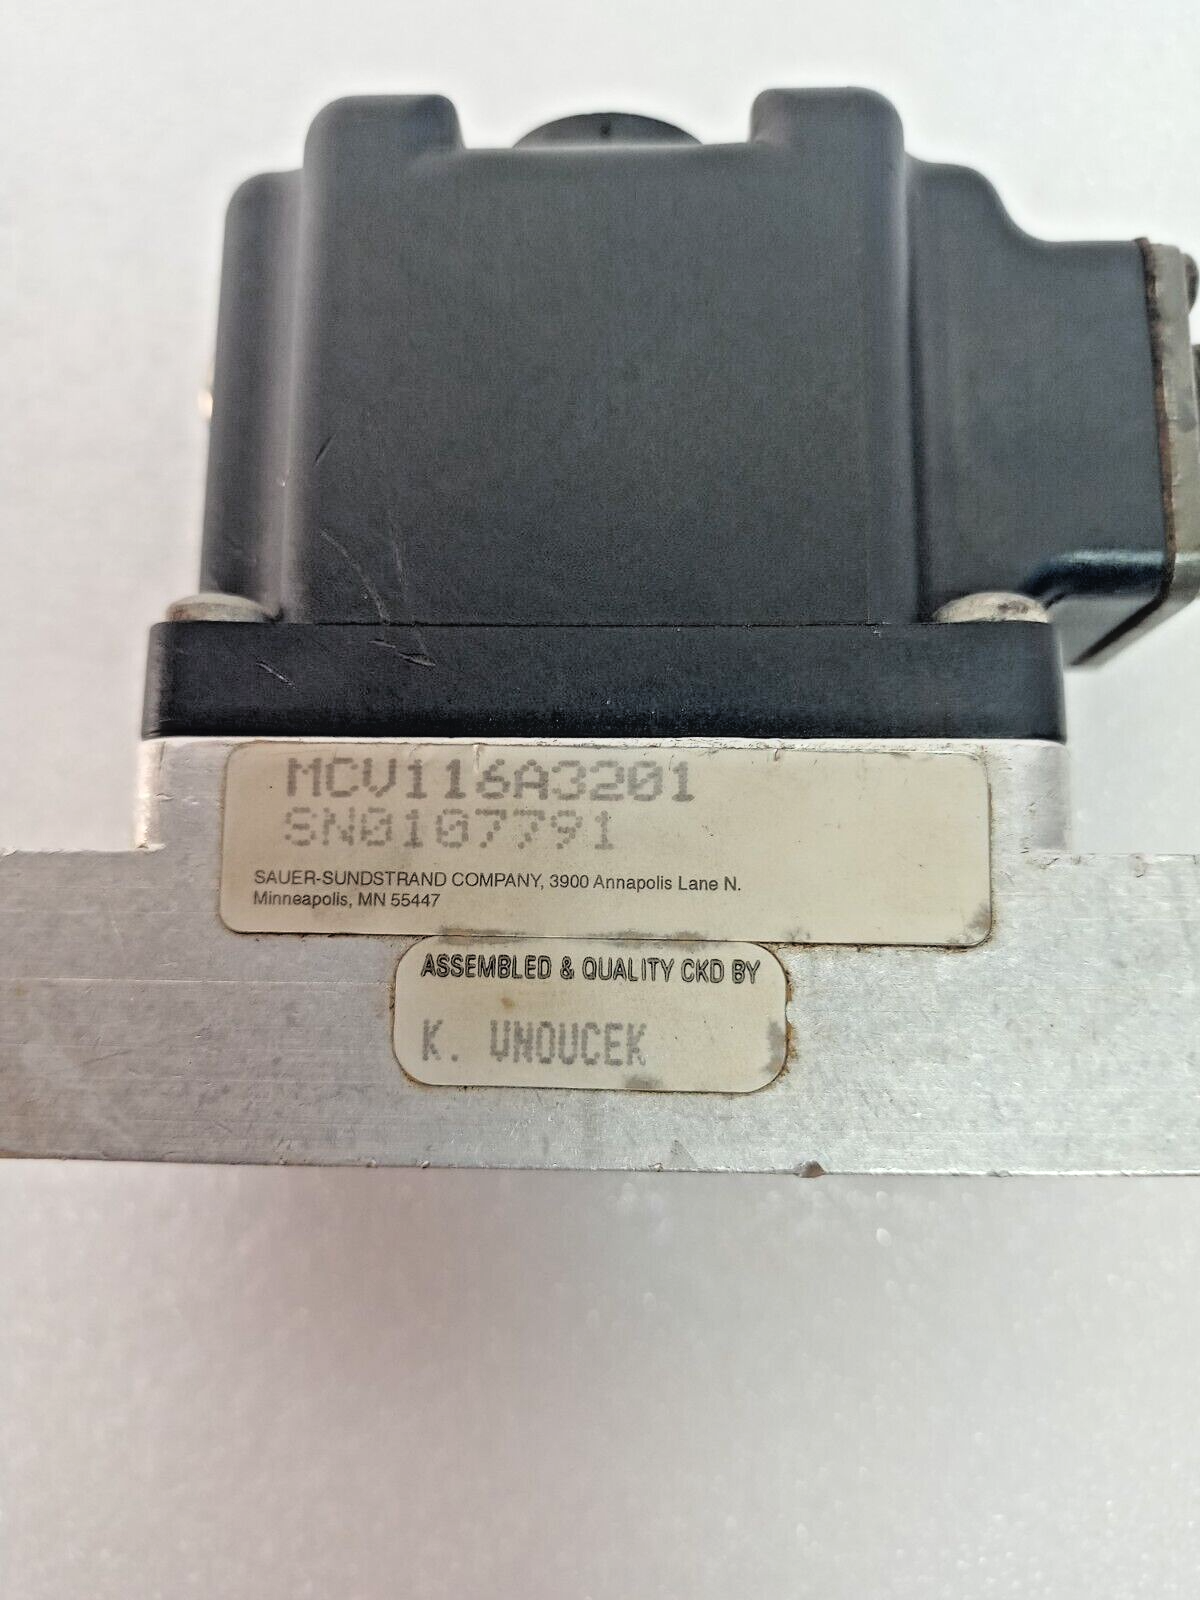 MCV116A3201
SN0107791
SAUER-SUNDSTRAND COMPANY, 3900 Annapolis Lane N.
Minneapolis, MN 55447
ASSEMBLED & QUALITY CKD BY
K. VNOUCEK